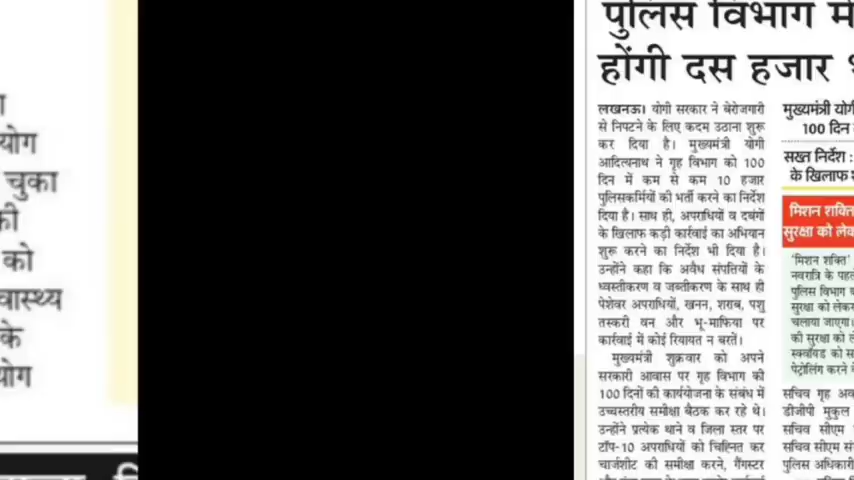 योग
चुका
की
को
के
योग
पुलिस विभाग में
होंगी दस हजार
लखनऊ। योगी सरकार ने बेरोजगारी
से निपटने के लिए कदम उठाना शुरू
कर दिया है। मुख्यमंत्री योगी
आदित्यनाथ ने गृह विभाग को 100
दिन में कम से कम 10 हजार
पुलिसकर्मियों की भर्ती करने का निर्देश
दिया है। साथ ही, अपराधियों व दबंगों
के खिलाफ कड़ी कार्रवाई का अभियान
शुरू करने का निर्देश भी दिया है।
उन्होंने कहा कि अवैध संपत्तियों के
ध्वस्तीकरण व जब्तीकरण के साथ ही
पेशेवर अपराधियों, खनन, शराब, पशु
तस्करी वन और भू-माफिया पर
कार्रवाई में कोई रियायत न बरतें।
मुख्यमंत्री शुक्रवार को अपने
सरकारी आवास पर गृह विभाग की
100 दिनों की कार्ययोजना के संबंध में
उच्चस्तरीय समीक्षा बैठक कर रहे थे।
उन्होंने प्रत्येक थाने व जिला स्तर पर
टॉप-10 अपराधियों को चिह्नित कर
चार्जशीट की समीक्षा करने, गैंगस्टर
मुख्यमंत्री योगी
100 दिन
सख्त निर्देश :
के खिलाफ
मिशन शक्ति
सुरक्षा को लेक
'मिशन शक्ति'
नवरात्रि के पहल
पुलिस विभाग
सुरक्षा को लेकर
चलाया जाएगा।
की सुरक्षा को ल
स्क्वॉयड को स
पेट्रोलिंग करने
सचिव गृह अव
डीजीपी मुकुल
सचिव सीएम
सचिव सीएम सं
पुलिस अधिकारी